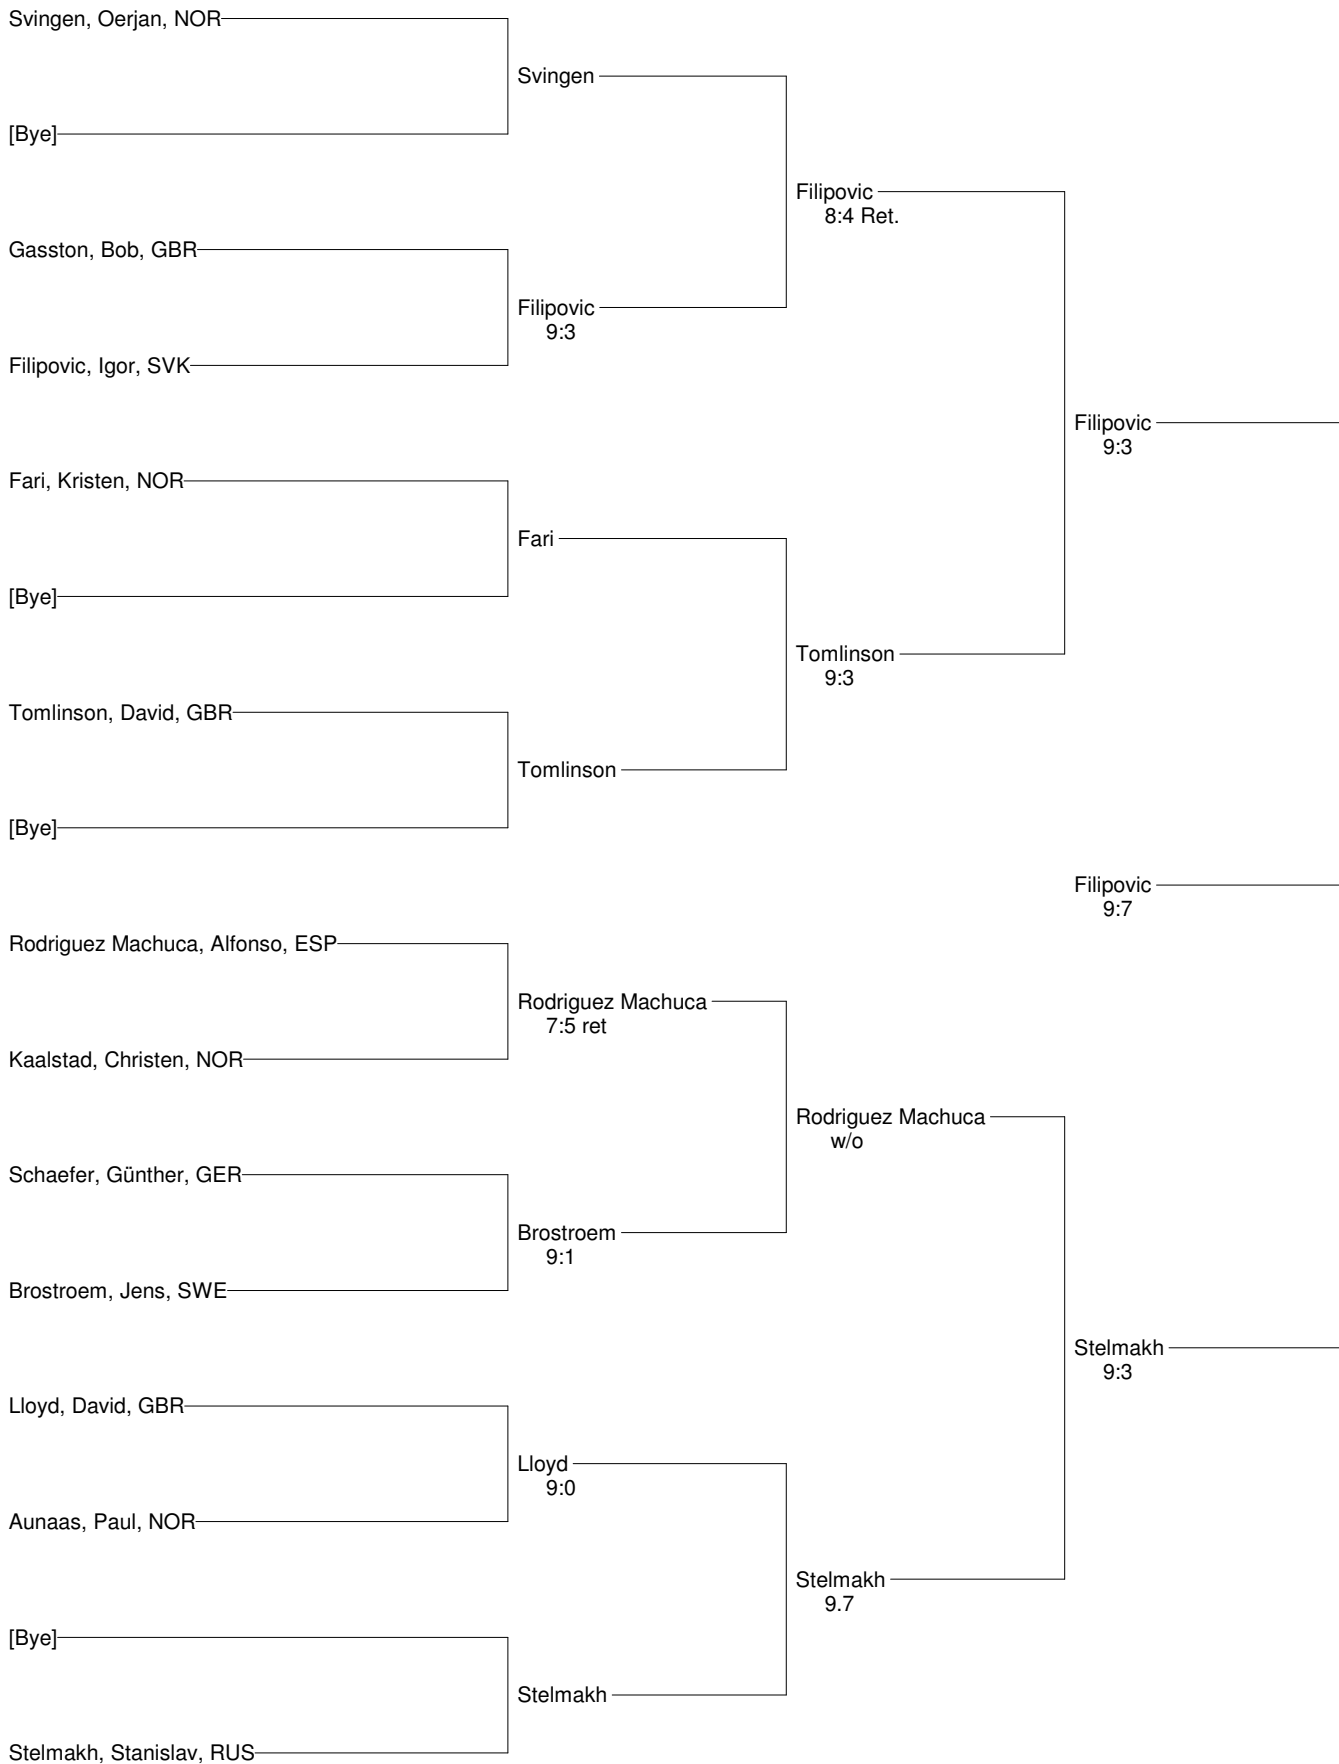 Svingen, Oerjan, NOR
Svingen
[Bye]
Filipovic
8:4 Ret.
Gasston, Bob, GBR
Filipovic
9:3
Filipovic, Igor, SVK
Filipovic
9:3
Fari, Kristen, NOR
Fari
[Bye]
Tomlinson
9:3
Tomlinson, David, GBR
Tomlinson
[Bye]
Filipovic
9:7
Rodriguez Machuca, Alfonso, ESP
Rodriguez Machuca
7:5 ret
Kaalstad, Christen, NOR
Rodriguez Machuca
w/o
Schaefer, Günther, GER
Brostroem
9:1
Brostroem, Jens, SWE
Stelmakh
9:3
Lloyd, David, GBR
Lloyd
9:0
Aunaas, Paul, NOR
Stelmakh
9.7
[Bye]
Stelmakh
Stelmakh, Stanislav, RUS